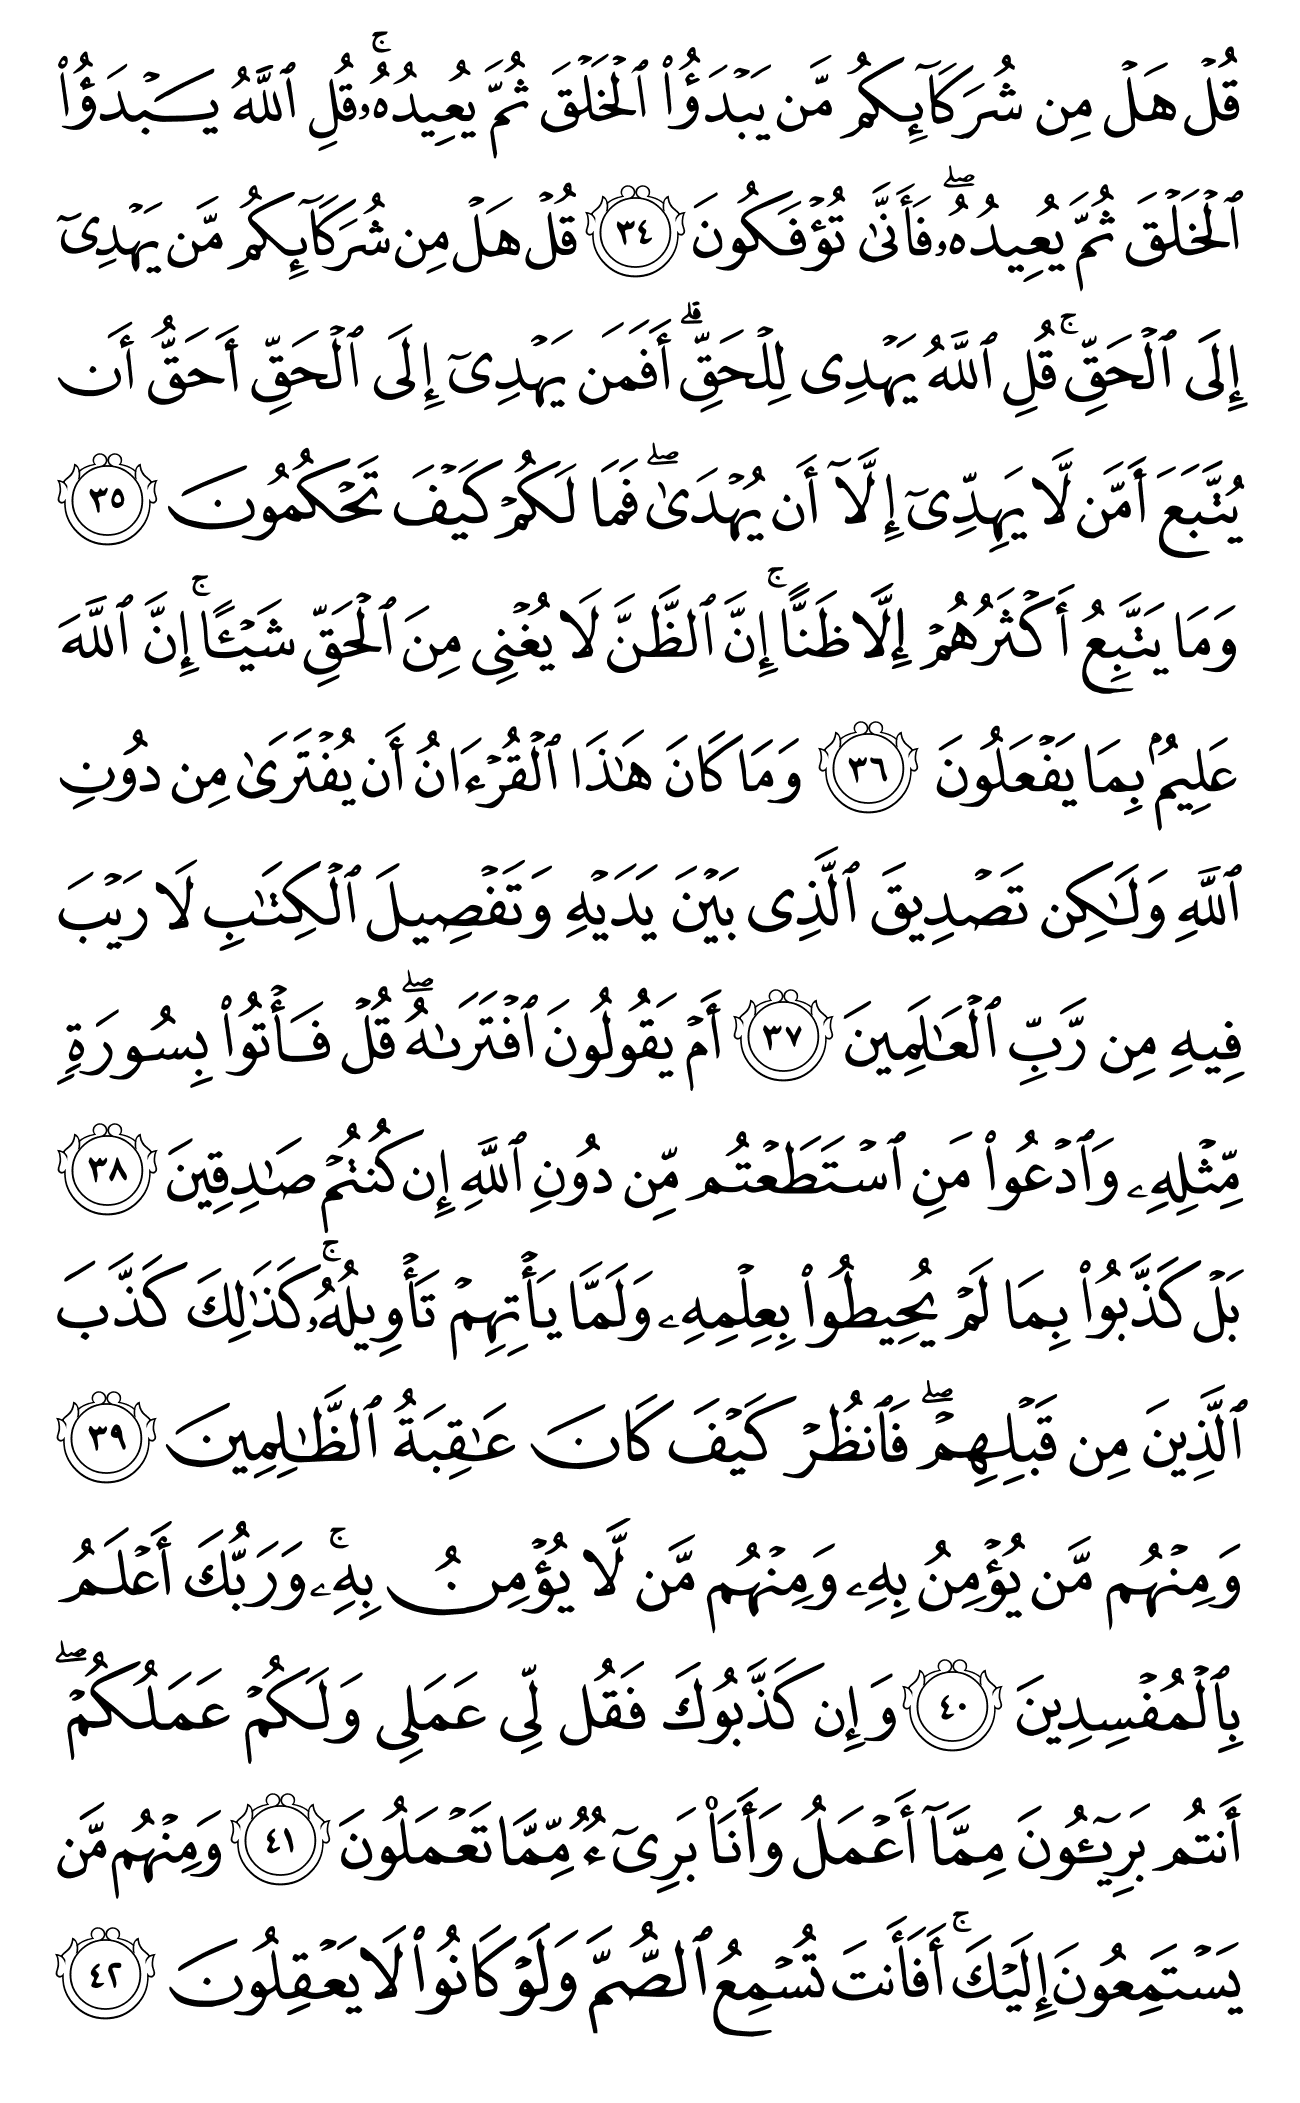 قُلۡ هَلۡ مِن شُرَكَآئِكُم مَّن يَبۡدَؤُاْ ٱلۡخَلۡقَ ثُمَّ يُعِيدُهُۥۚ قُلِ ٱللَّهُ يَبۡدَؤُاْ
ٱلۡخَلۡقَ ثُمَّ يُعِيدُهُۥۖ فَأَنَّىٰ تُؤۡفَكُونَ ٣٤ قُلۡ هَلۡ مِن شُرَكَآئِكُم مَّن يَهۡدِىٓ
إِلَى ٱلۡحَقِّۚ قُلِ ٱللَّهُ يَهۡدِى لِلۡحَقِّۗ أَفَمَن يَهۡدِىٓ إِلَى ٱلۡحَقِّ أَحَقُّ أَن
يُتَّبَعَ أَمَّن لَّا يَهِدِّىٓ إِلَّآ أَن يُهۡدَىٰۖ فَمَا لَكُمۡ كَيۡفَ تَحۡكُمُونَ ٣٥
وَمَا يَتَّبِعُ أَكۡثَرُهُمۡ إِلَّا ظَنًّاۚ إِنَّ ٱلظَّنَّ لَا يُغۡنِى مِنَ ٱلۡحَقِّ شَيۡـًٔاۚ إِنَّ ٱللَّهَ
عَلِيمُۢ بِمَا يَفۡعَلُونَ ٣٦ وَمَا كَانَ هَٰذَا ٱلۡقُرۡءَانُ أَن يُفۡتَرَىٰ مِن دُونِ
ٱللَّهِ وَلَٰكِن تَصۡدِيقَ ٱلَّذِى بَيۡنَ يَدَيۡهِ وَتَفۡصِيلَ ٱلۡكِتَٰبِ لَا رَيۡبَ
فِيهِ مِن رَّبِّ ٱلۡعَٰلَمِينَ ٣٧ أَمۡ يَقُولُونَ ٱفۡتَرَىٰهُۖ قُلۡ فَأۡتُواْ بِسُورَةٖ
مِّثۡلِهِۦ وَٱدۡعُواْ مَنِ ٱسۡتَطَعۡتُم مِّن دُونِ ٱللَّهِ إِن كُنتُمۡ صَٰدِقِينَ ٣٨
بَلۡ كَذَّبُواْ بِمَا لَمۡ يُحِيطُواْ بِعِلۡمِهِۦ وَلَمَّا يَأۡتِهِمۡ تَأۡوِيلُهُۥۚ كَذَٰلِكَ كَذَّبَ
ٱلَّذِينَ مِن قَبۡلِهِمۡۖ فَٱنظُرۡ كَيۡفَ كَانَ عَٰقِبَةُ ٱلظَّٰلِمِينَ ٣٩
وَمِنۡهُم مَّن يُؤۡمِنُ بِهِۦ وَمِنۡهُم مَّن لَّا يُؤۡمِنُ بِهِۦۚ وَرَبُّكَ أَعۡلَمُ
بِٱلۡمُفۡسِدِينَ ٤٠ وَإِن كَذَّبُوكَ فَقُل لِّى عَمَلِى وَلَكُمۡ عَمَلُكُمۡۖ
أَنتُم بَرِيٓـُٔونَ مِمَّآ أَعۡمَلُ وَأَنَا۠ بَرِىٓءٞ مِّمَّا تَعۡمَلُونَ ٤١ وَمِنۡهُم مَّن
يَسۡتَمِعُونَ إِلَيۡكَۚ أَفَأَنتَ تُسۡمِعُ ٱلصُّمَّ وَلَوۡ كَانُواْ لَا يَعۡقِلُونَ ٤٢